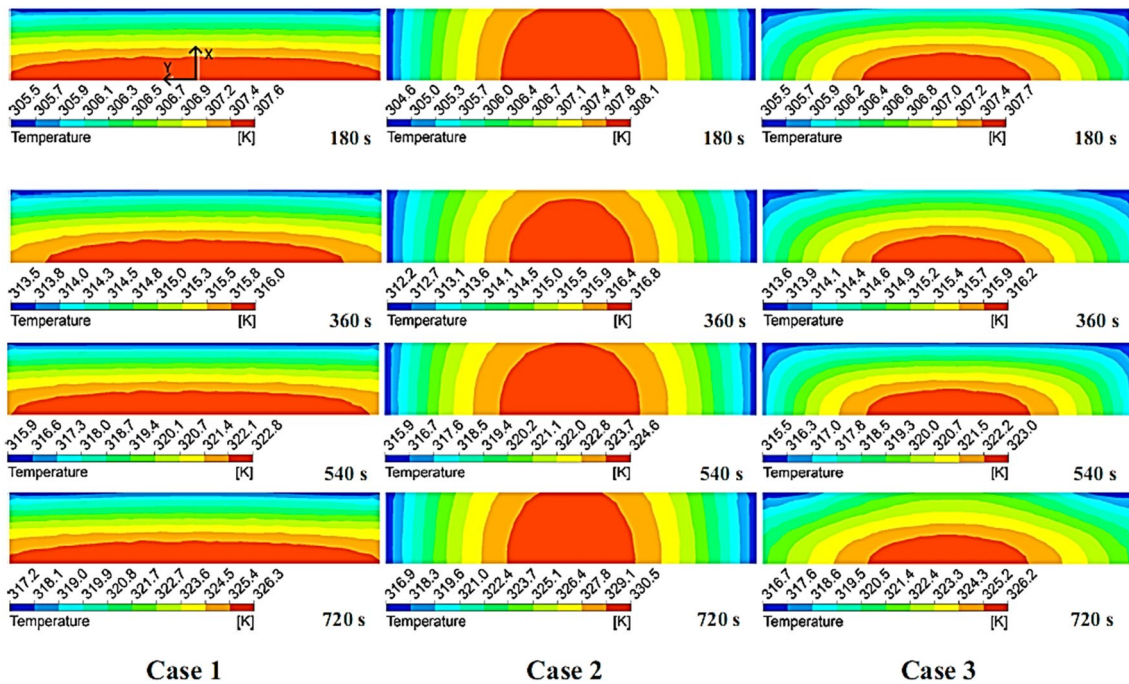 X
Y
305.5 305.7 305.9 306.1 306.3 306.5 306.7 306.9 307.2 307.4 307.6
Temperature [K] 180 s
304.6 305.0 305.3 305.7 306.0 306.4 306.7 307.1 307.4 307.8 308.1
Temperature [K] 180 s
305.5 305.7 305.9 306.2 306.4 306.6 306.8 307.0 307.2 307.4 307.7
Temperature [K] 180 s
313.5 313.8 314.0 314.3 314.5 314.8 315.0 315.3 315.5 315.8 316.0
Temperature [K] 360 s
312.2 312.7 313.1 313.6 314.1 314.5 315.0 315.5 315.9 316.4 316.8
Temperature [K] 360 s
313.6 313.9 314.1 314.4 314.6 314.9 315.2 315.4 315.7 315.9 316.2
Temperature [K] 360 s
315.9 316.6 317.3 318.0 318.7 319.4 320.1 320.7 321.4 322.1 322.8
Temperature [K] 540 s
315.9 316.7 317.6 318.5 319.4 320.2 321.1 322.0 322.8 323.7 324.6
Temperature [K] 540 s
315.5 316.3 317.0 317.8 318.5 319.3 320.0 320.7 321.5 322.2 323.0
Temperature [K] 540 s
317.2 318.1 319.0 319.9 320.8 321.7 322.7 323.6 324.5 325.4 326.3
Temperature [K] 720 s
316.9 318.3 319.6 321.0 322.4 323.7 325.1 326.4 327.8 329.1 330.5
Temperature [K] 720 s
316.7 317.6 318.6 319.5 320.5 321.4 322.4 323.3 324.3 325.2 326.2
Temperature [K] 720 s
Case 1 Case 2 Case 3